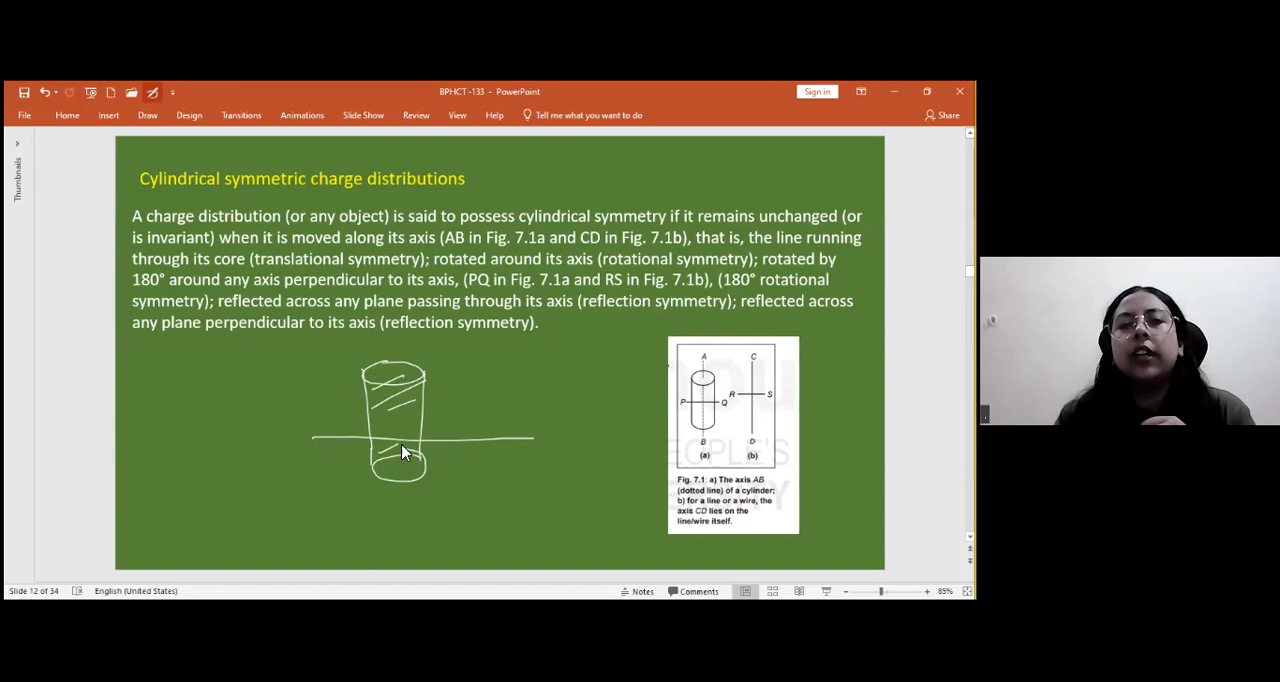 BPHCT-133 - PowerPoint
Sign in
File Home Insert Draw Design Transitions Animations Slide Show Review View Help Tell me what you want to do Share
Thumbnails
Cylindrical symmetric charge distributions
A charge distribution (or any object) is said to possess cylindrical symmetry if it remains unchanged (or
is invariant) when it is moved along its axis (AB in Fig. 7.1a and CD in Fig. 7.1b), that is, the line running
through its core (translational symmetry); rotated around its axis (rotational symmetry); rotated by
180° around any axis perpendicular to its axis, (PQ in Fig. 7.1a and RS in Fig. 7.1b), (180° rotational
symmetry); reflected across any plane passing through its axis (reflection symmetry); reflected across
any plane perpendicular to its axis (reflection symmetry).
A C
R S
P Q
B D
(a) (b)
PEOPLE'S
Fig. 7.1: a) The axis AB
(dotted line) of a cylinder;
b) for a line or a wire, the
axis CD lies on the
line/wire itself.
Slide 12 of 34 English (United States) Notes Comments 85%